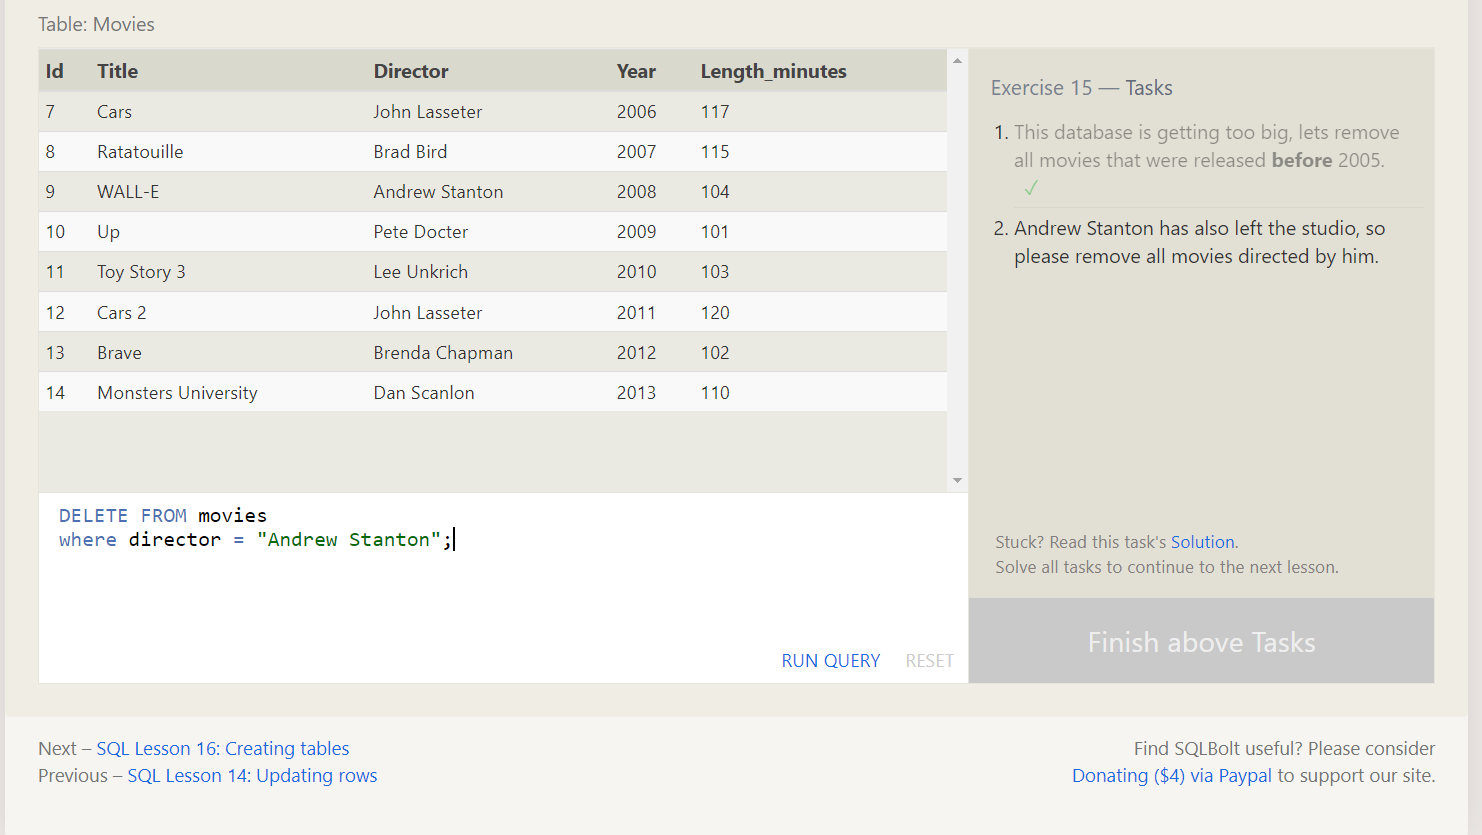 Table: Movies
Id Title Director Year Length_minutes
7 Cars John Lasseter 2006 117
8 Ratatouille Brad Bird 2007 115
9 WALL-E Andrew Stanton 2008 104
10 Up Pete Docter 2009 101
11 Toy Story 3 Lee Unkrich 2010 103
12 Cars 2 John Lasseter 2011 120
13 Brave Brenda Chapman 2012 102
14 Monsters University Dan Scanlon 2013 110
DELETE FROM movies
where director = "Andrew Stanton";
RUN QUERY RESET
Exercise 15 — Tasks
1. This database is getting too big, lets remove
all movies that were released before 2005.
✓
2. Andrew Stanton has also left the studio, so
please remove all movies directed by him.
Stuck? Read this task's Solution.
Solve all tasks to continue to the next lesson.
Finish above Tasks
Next – SQL Lesson 16: Creating tables
Previous – SQL Lesson 14: Updating rows
Find SQLBolt useful? Please consider
Donating ($4) via Paypal to support our site.